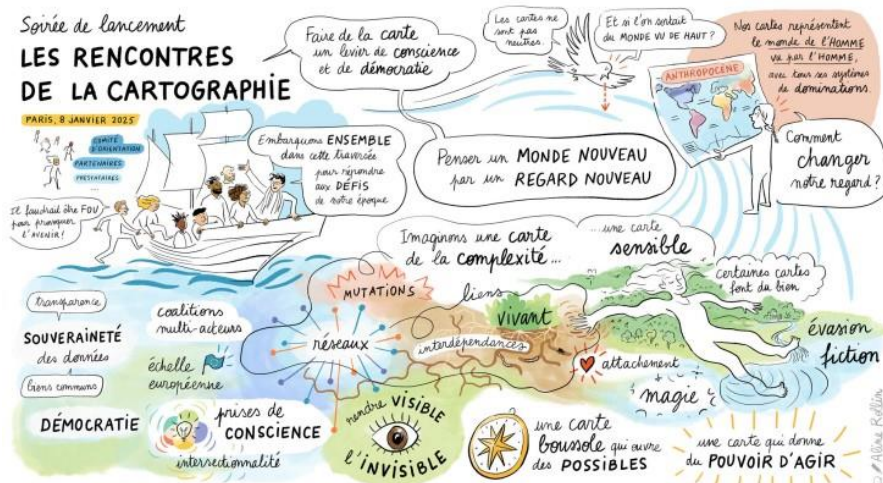 Soirée de lancement
LES RENCONTRES
DE LA CARTOGRAPHIE
PARIS, 8 JANVIER 2025
COMITÉ
D'ORIENTATION
PARTENAIRES
PRESTATAIRES
...
Il faudrait être FOU
pour provoquer
l'AVENIR !
Faire de la carte
un levier de conscience
et de démocratie
Embarquons ENSEMBLE
dans cette traversée
pour répondre
aux DÉFIS
de notre époque
Les cartes ne
sont pas
neutres.
Et si l'on sortait
du MONDE VU DE HAUT ?
Penser un MONDE NOUVEAU
par un REGARD NOUVEAU
ANTHROPOCÈNE
Nos cartes représentent
le monde de l'HOMME
vu par l'HOMME,
avec tous ses systèmes
de dominations.
Comment
changer
notre regard ?
Imaginons une carte
de la complexité...
...une carte
sensible
certaines cartes
font du bien
MUTATIONS
liens
vivant
réseaux
interdépendances
attachement
magie
évasion
fiction
transparence
SOUVERAINETÉ
des données
biens communs
coalitions
multi-acteurs
échelle
européenne
DÉMOCRATIE
prises de
CONSCIENCE
intersectionnalité
rendre VISIBLE
l'INVISIBLE
une carte
boussole qui ouvre
des POSSIBLES
une carte qui donne
du POUVOIR D'AGIR
Aline Rollin